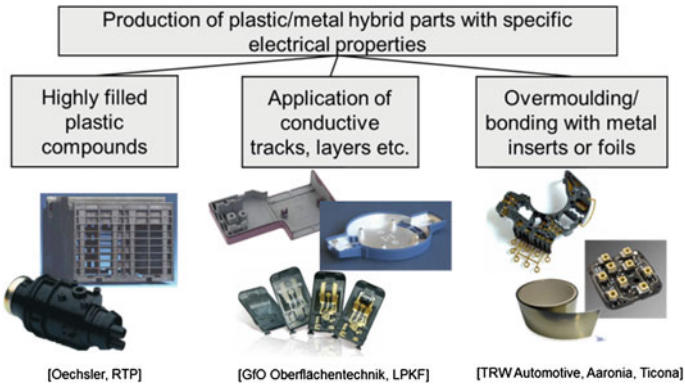 Production of plastic/metal hybrid parts with specific
electrical properties
Highly filled
plastic
compounds
Application of
conductive
tracks, layers etc.
Overmoulding/
bonding with metal
inserts or foils
[Oechsler, RTP]
[GfO Oberflächentechnik, LPKF]
[TRW Automotive, Aaronia, Ticona]